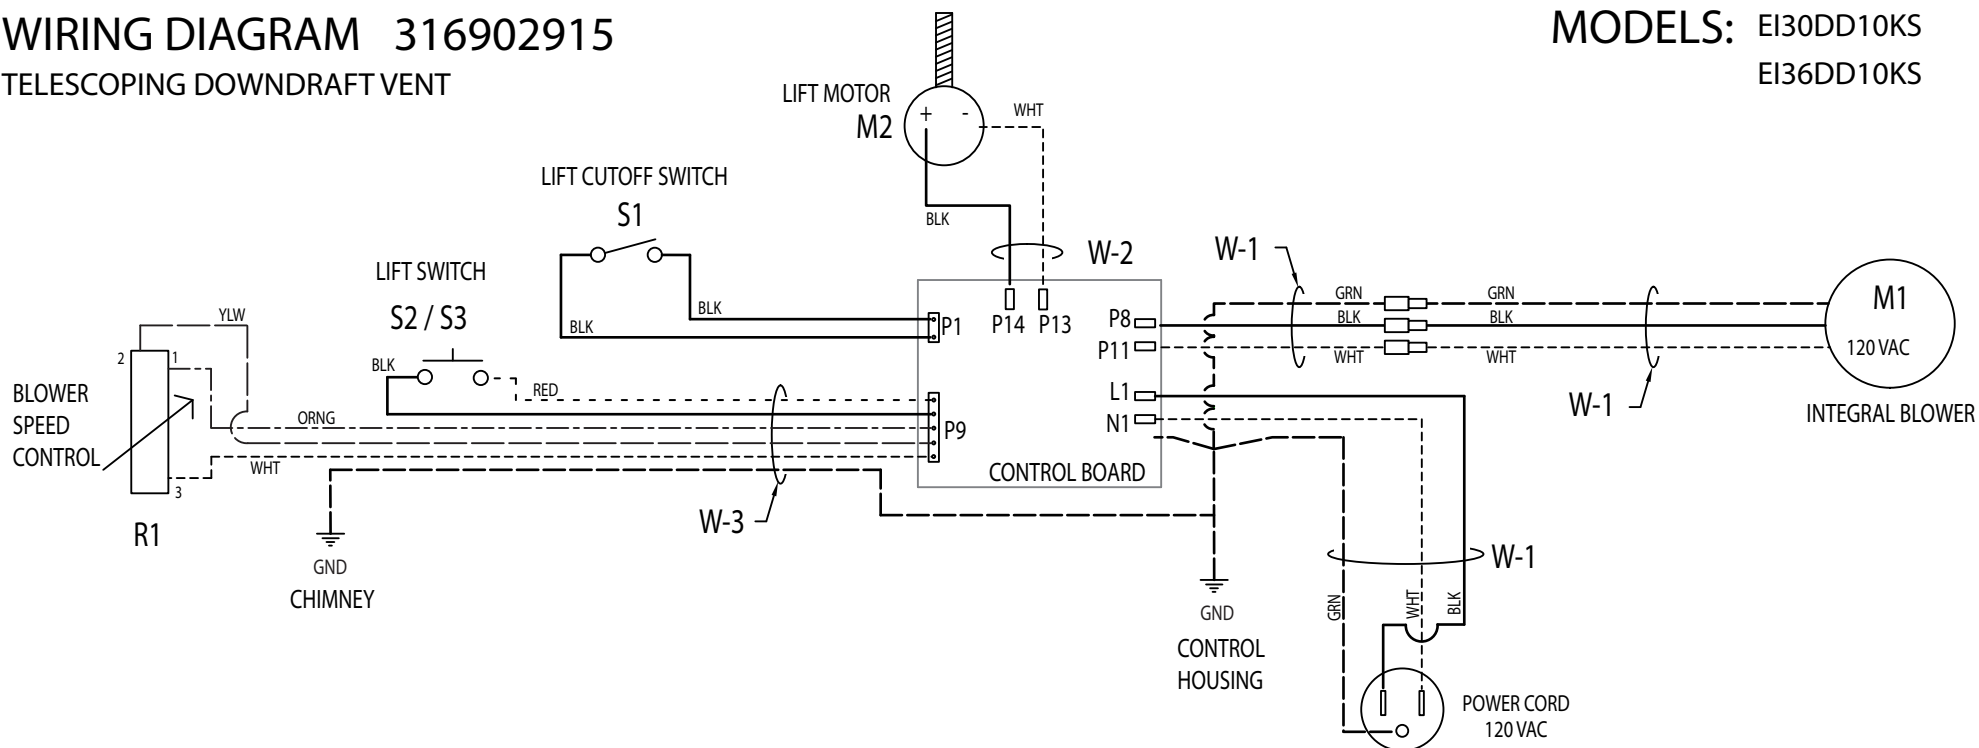 WIRING DIAGRAM 316902915
TELESCOPING DOWNDRAFT VENT
MODELS: EI30DD10KS
EI36DD10KS
LIFT MOTOR
M2
+ -
WHT
BLK
LIFT CUTOFF SWITCH
S1
BLK
BLK
LIFT SWITCH
S2 / S3
BLK
RED
YLW
2
1
3
BLOWER
SPEED
CONTROL
ORNG
WHT
R1
GND
CHIMNEY
W-3
W-2
P14 P13
P1
P9
P8
P11
L1
N1
CONTROL BOARD
W-1
GRN GRN
BLK BLK
WHT WHT
W-1
M1
120 VAC
INTEGRAL BLOWER
GND
CONTROL
HOUSING
W-1
GRN
WHT
BLK
POWER CORD
120 VAC